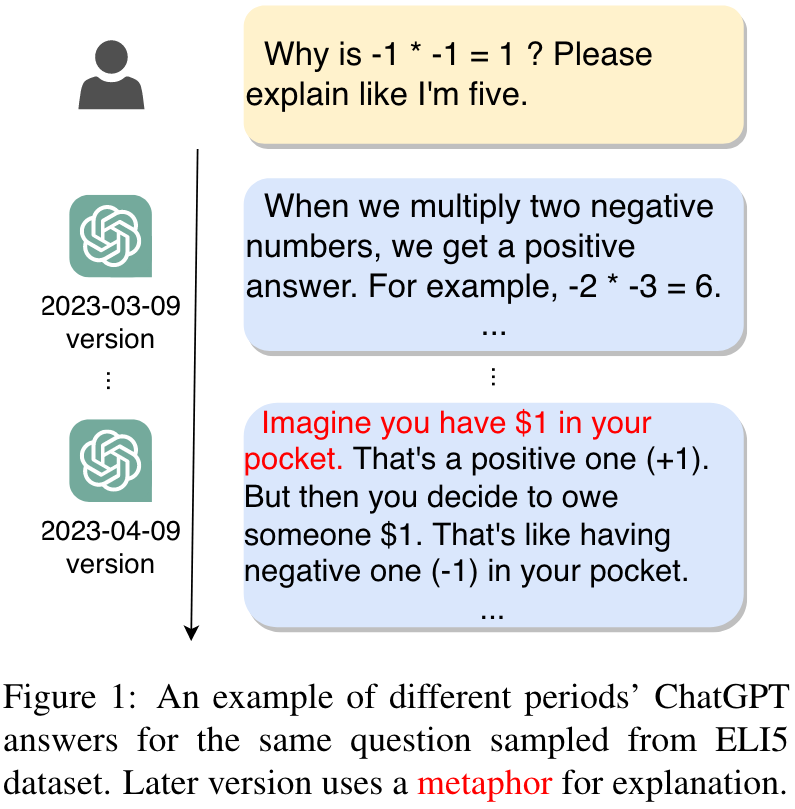 Why is -1 * -1 = 1 ? Please
explain like I'm five.
When we multiply two negative
numbers, we get a positive
answer. For example, -2 * -3 = 6.
...
2023-03-09
version
⋮
⋮
Imagine you have $1 in your
pocket. That's a positive one (+1).
But then you decide to owe
someone $1. That's like having
negative one (-1) in your pocket.
...
2023-04-09
version
Figure 1: An example of different periods' ChatGPT
answers for the same question sampled from ELI5
dataset. Later version uses a metaphor for explanation.